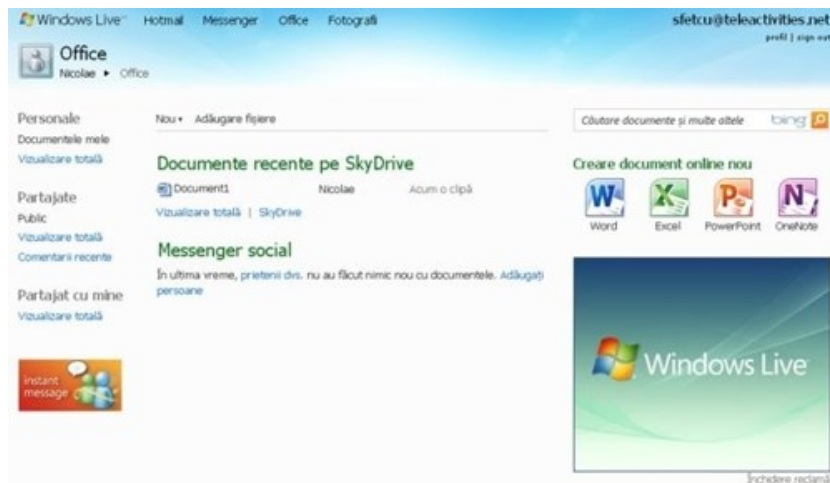 Windows Live™ Hotmail Messenger Office Fotografii
sfetcu@teleactivities.net
profil | sign out
Office
Nicolae ▸ Office
Personale
Documentele mele
Vizualizare totală
Partajate
Public
Vizualizare totală
Comentarii recente
Partajat cu mine
Vizualizare totală
instant
message
Nou ▾ Adăugare fișiere
Documente recente pe SkyDrive
Document1 Nicolae Acum o clipă
Vizualizare totală | SkyDrive
Messenger social
În ultima vreme, prietenii dvs. nu au făcut nimic nou cu documentele. Adăugați
persoane
Căutare documente și multe altele bing
Creare document online nou
Word Excel PowerPoint OneNote
Windows Live
Închidere reclamă